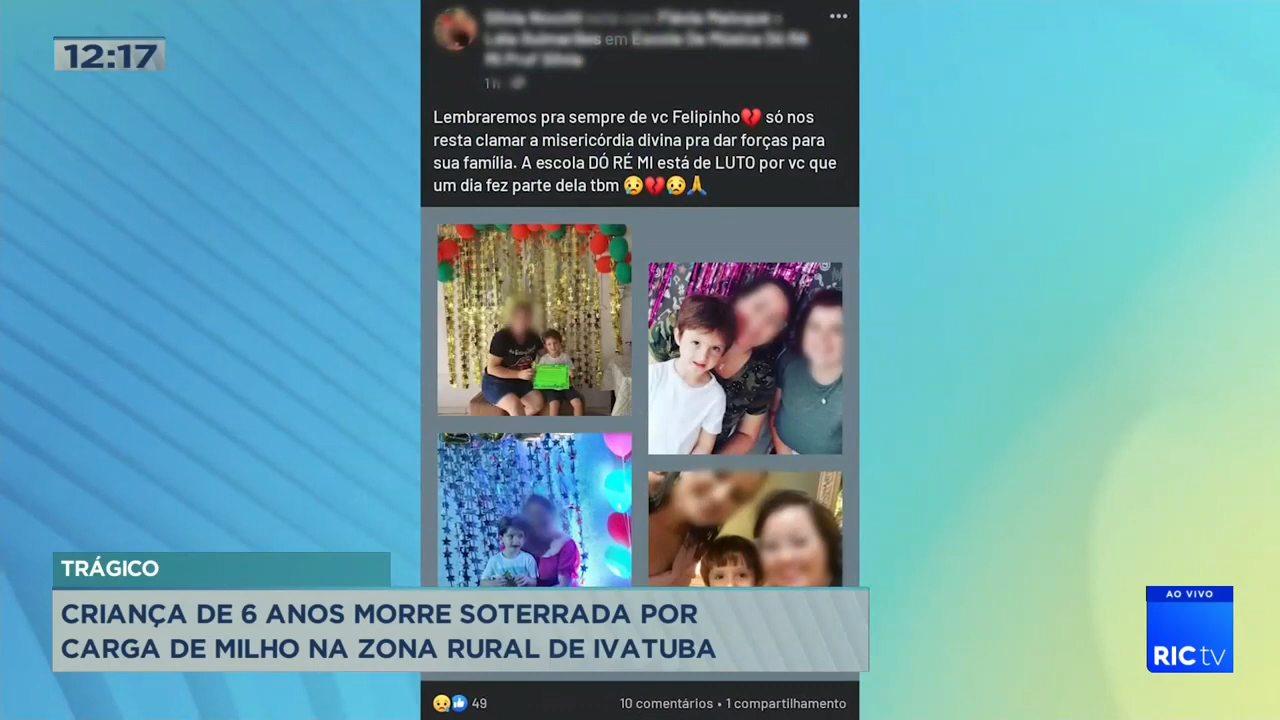 12:17
em
1 h
Lembraremos pra sempre de vc Felipinho💔 só nos
resta clamar a misericórdia divina pra dar forças para
sua família. A escola DÓ RÉ MI está de LUTO por vc que
um dia fez parte dela tbm 😥💔😥🙏
TRÁGICO
CRIANÇA DE 6 ANOS MORRE SOTERRADA POR
CARGA DE MILHO NA ZONA RURAL DE IVATUBA
AO VIVO
RIC tv
49
10 comentários • 1 compartilhamento